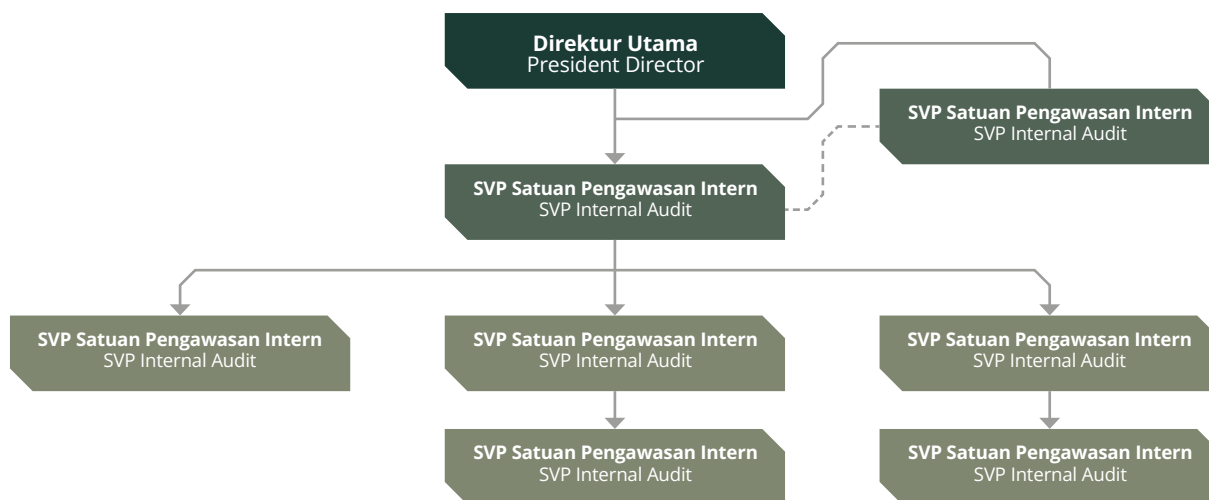 Direktur Utama
President Director
SVP Satuan Pengawasan Intern
SVP Internal Audit
SVP Satuan Pengawasan Intern
SVP Internal Audit
SVP Satuan Pengawasan Intern
SVP Internal Audit
SVP Satuan Pengawasan Intern
SVP Internal Audit
SVP Satuan Pengawasan Intern
SVP Internal Audit
SVP Satuan Pengawasan Intern
SVP Internal Audit
SVP Satuan Pengawasan Intern
SVP Internal Audit